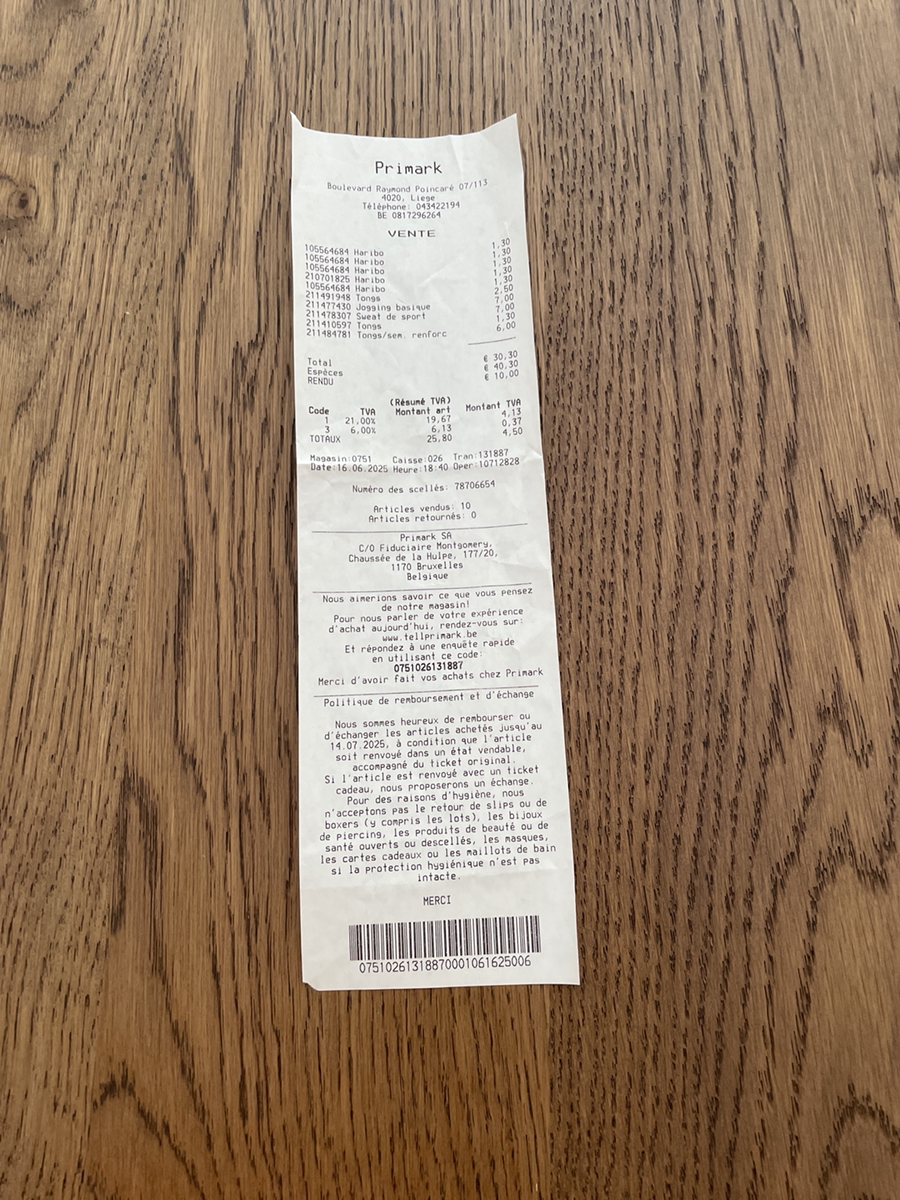 Primark
Boulevard Raymond Poincaré 07/113
4020, Liege
Téléphone: 043422194
BE 0817296264
VENTE
105564684 Haribo 1,30
105564684 Haribo 1,30
105564684 Haribo 1,30
210701825 Haribo 1,30
105564684 Haribo 1,30
211491948 Tongs 2,50
211477430 Jogging basique 7,00
211478307 Sweat de sport 7,00
211410597 Tongs 1,30
211484781 Tongs/sem. renforc 6,00
Total € 30,30
Espèces € 40,30
RENDU € 10,00
(Résumé TVA)
Code TVA Montant art Montant TVA
1 21,00% 19,67 4,13
3 6,00% 6,13 0,37
TOTAUX 25,80 4,50
Magasin:0751 Caisse:026 Tran:131887
Date:16.06.2025 Heure:18:40 Oper:10712828
Numéro des scellés: 78706654
Articles vendus: 10
Articles retournés: 0
Primark SA
C/O Fiduciaire Montgomery,
Chaussée de la Hulpe, 177/20,
1170 Bruxelles
Belgique
Nous aimerions savoir ce que vous pensez
de notre magasin!
Pour nous parler de votre expérience
d'achat aujourd'hui, rendez-vous sur:
www.tellprimark.be
Et répondez à une enquête rapide
en utilisant ce code:
0751026131887
Merci d'avoir fait vos achats chez Primark
Politique de remboursement et d'échange
Nous sommes heureux de rembourser ou
d'échanger les articles achetés jusqu'au
14.07.2025, à condition que l'article
soit renvoyé dans un état vendable,
accompagné du ticket original.
Si l'article est renvoyé avec un ticket
cadeau, nous proposerons un échange.
Pour des raisons d'hygiène, nous
n'acceptons pas le retour de slips ou de
boxers (y compris les lots), les bijoux
de piercing, les produits de beauté ou de
santé ouverts ou descellés, les masques,
les cartes cadeaux ou les maillots de bain
si la protection hygiénique n'est pas
intacte.
MERCI
07510261318870001061625006